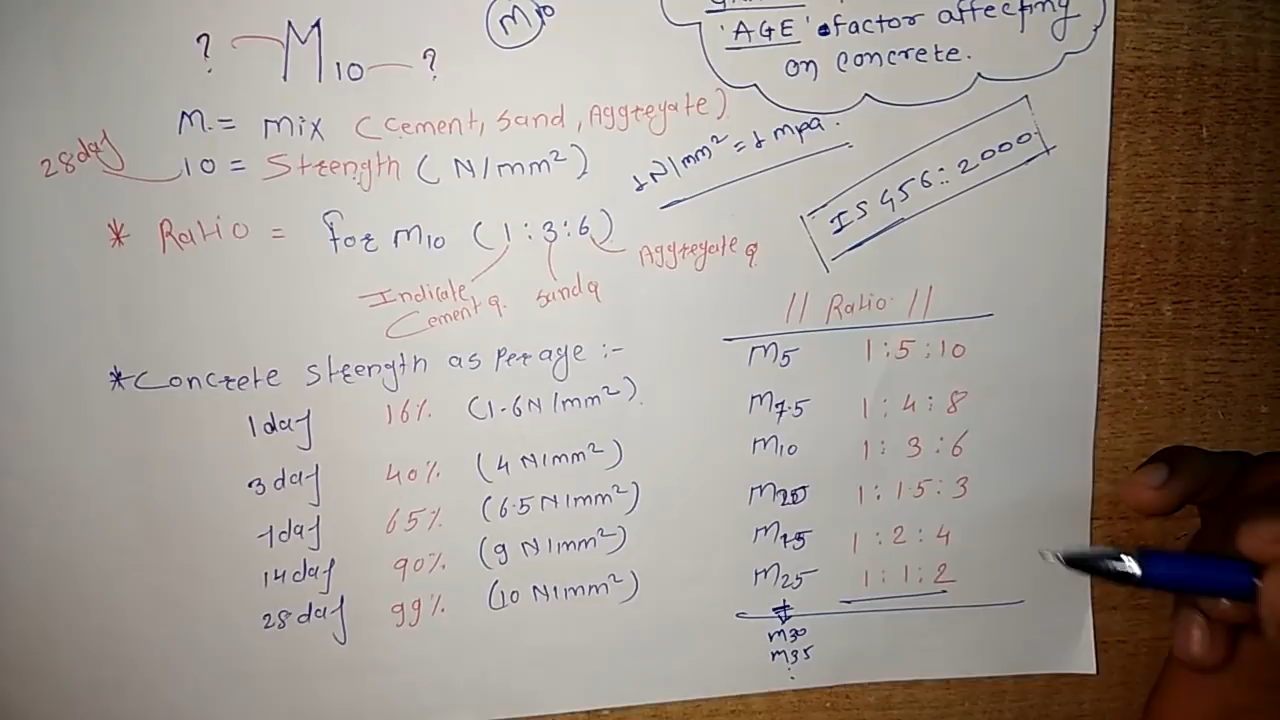 M10
'AGE' factor affecting
on concrete.
? M10 ?
M = Mix (Cement, Sand, Aggregate)
28day
10 = Strength (N/mm²)
1N/mm² = 1 mpa.
IS 456:2000
* Ratio = for M10 (1:3:6)
Indicate Cement q.
Sand q
Aggregate q
* Concrete strength as per age :-
1day 16% (1.6N/mm²)
3day 40% (4 N/mm²)
7day 65% (6.5 N/mm²)
14day 90% (9 N/mm²)
28day 99% (10 N/mm²)
|| Ratio ||
M5 1:5:10
M7.5 1:4:8
M10 1:3:6
M20 1:1.5:3
M15 1:2:4
M25 1:1:2
M30
M35